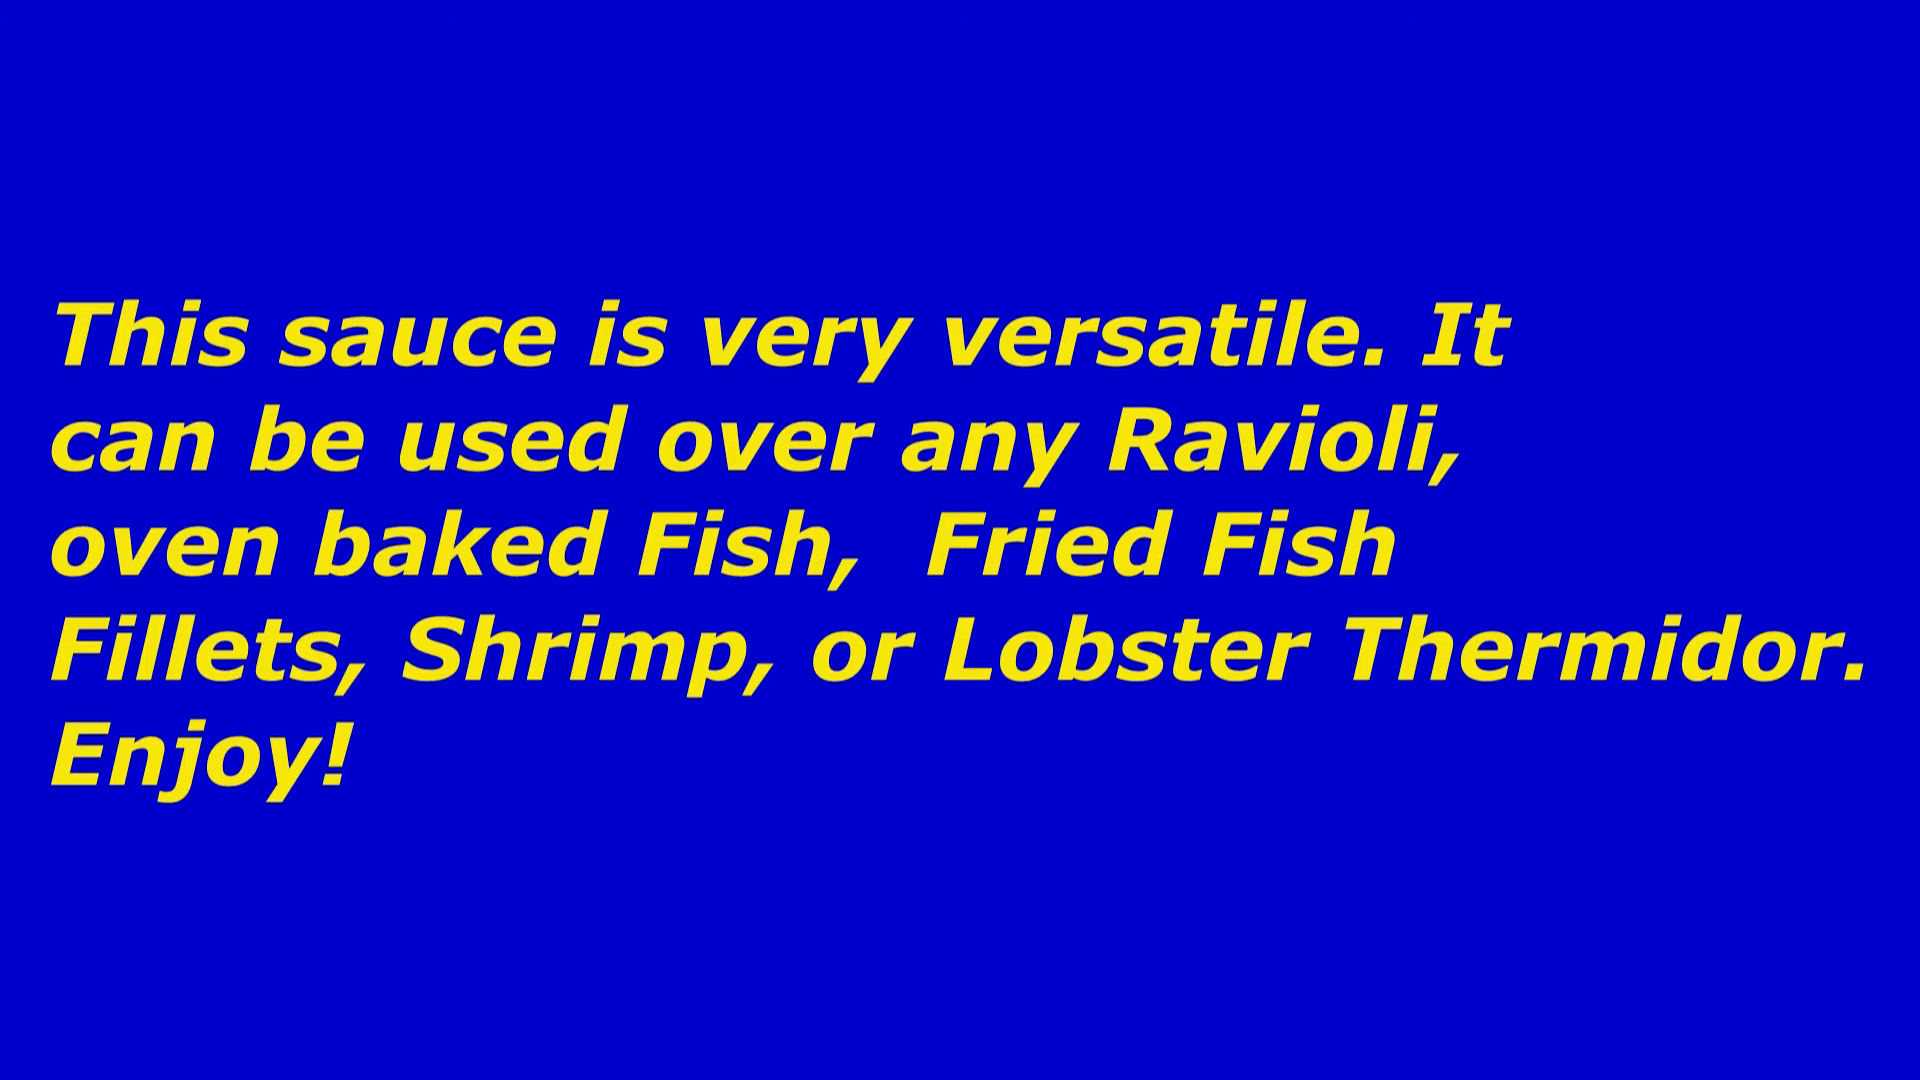 This sauce is very versatile. It
can be used over any Ravioli,
oven baked Fish,  Fried Fish
Fillets, Shrimp, or Lobster Thermidor.
Enjoy!